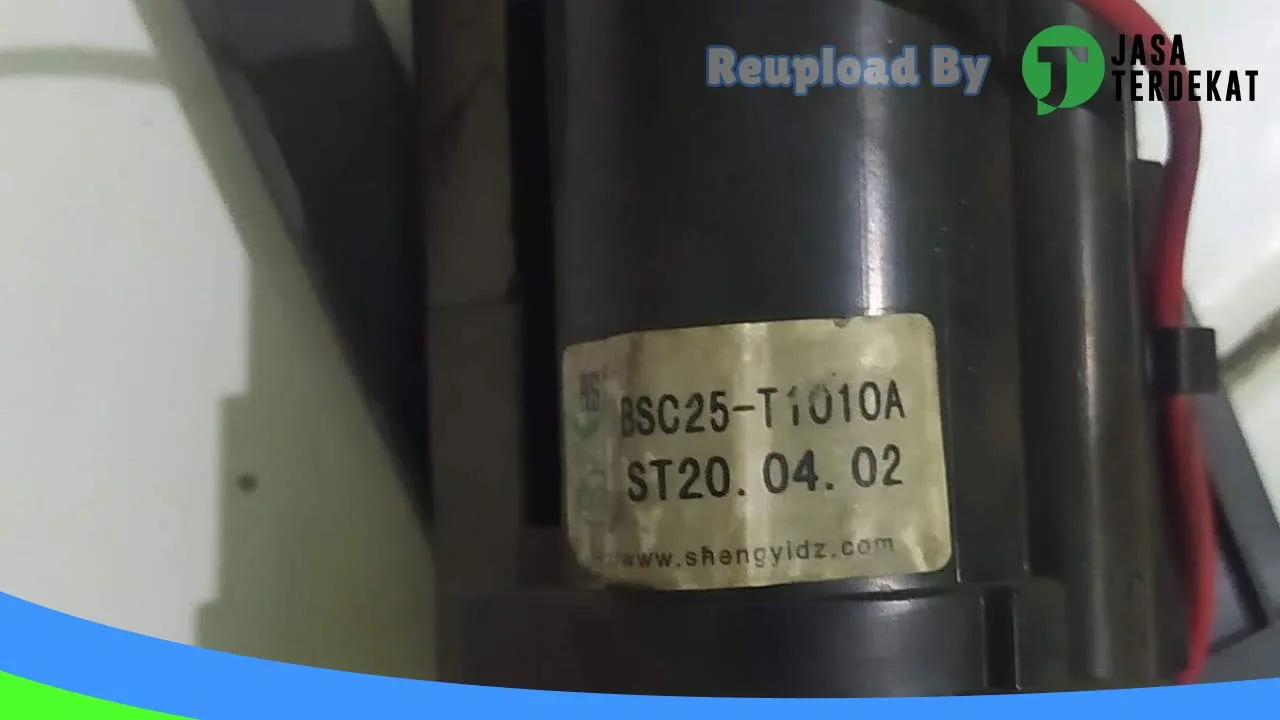 Reupload By
JASA
TERDEKAT
BSC25-T1010A
ST20.04.02
www.shengyidz.com